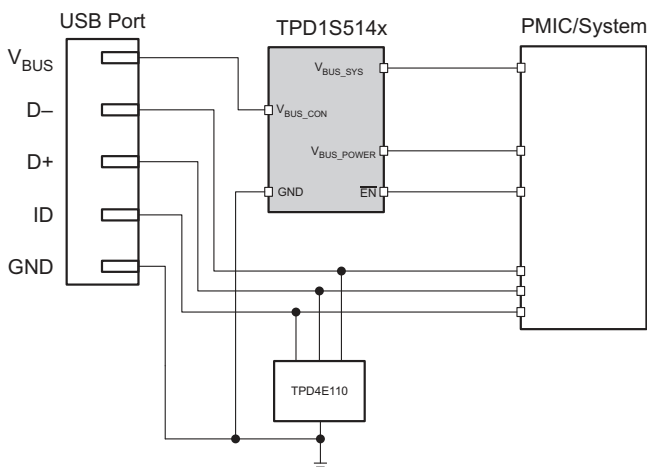 USB Port
TPD1S514x
PMIC/System
VBUS
D–
D+
ID
GND
VBUS_SYS
VBUS_CON
VBUS_POWER
GND
EN
TPD4E110